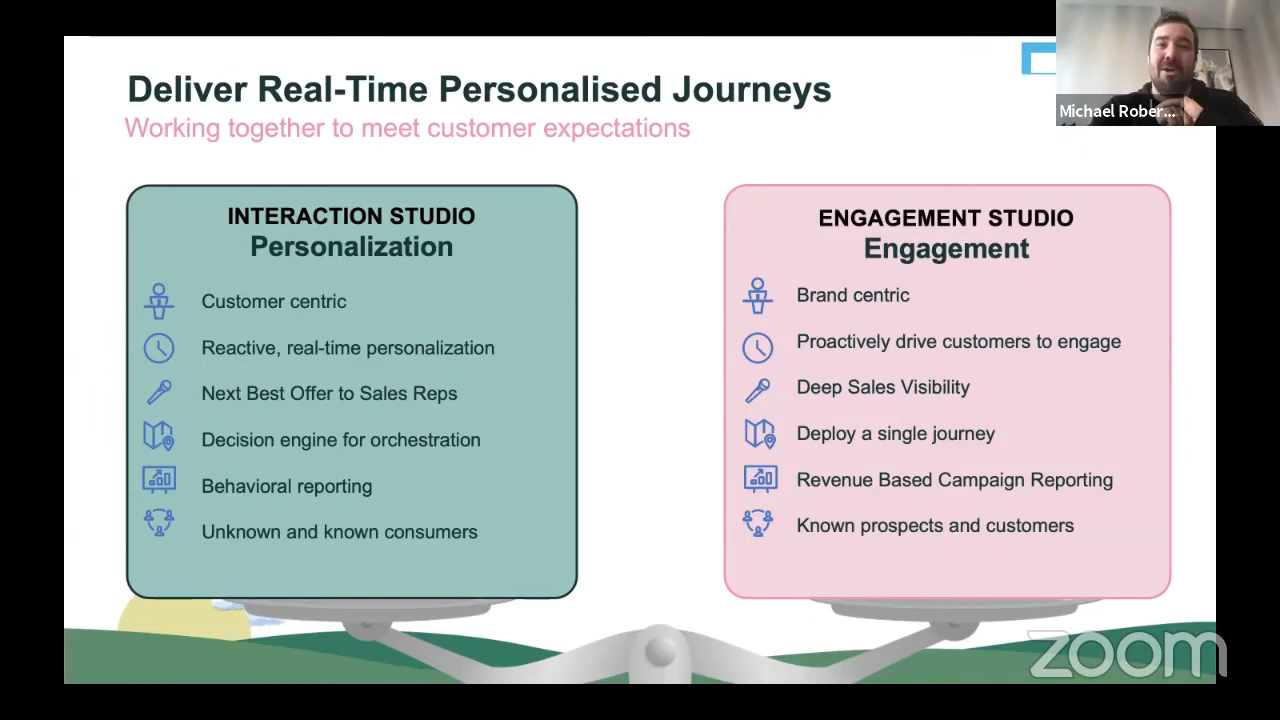 Deliver Real-Time Personalised Journeys
Working together to meet customer expectations
Michael Rober...
INTERACTION STUDIO
Personalization
Customer centric
Reactive, real-time personalization
Next Best Offer to Sales Reps
Decision engine for orchestration
Behavioral reporting
Unknown and known consumers
ENGAGEMENT STUDIO
Engagement
Brand centric
Proactively drive customers to engage
Deep Sales Visibility
Deploy a single journey
Revenue Based Campaign Reporting
Known prospects and customers
zoom